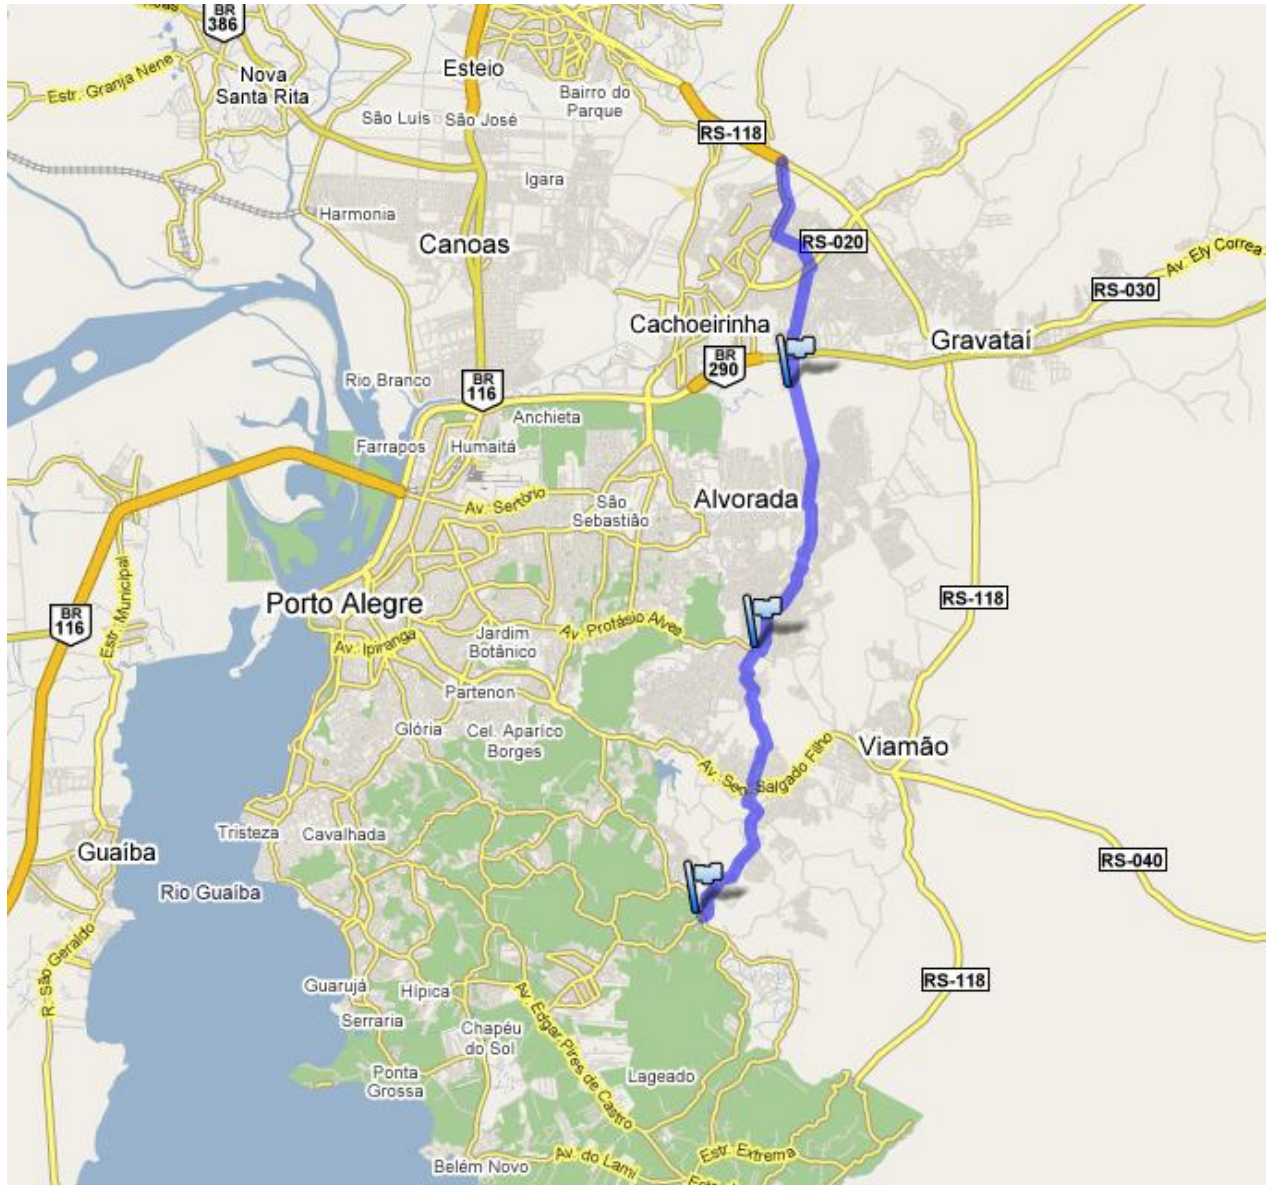 BR
386
Estr. Granja Nene
Nova
Santa Rita
Esteio
Bairro do
Parque
São Luis
São José
RS-118
Igara
Harmonia
Canoas
RS-020
Av. Ely Correa
RS-030
Cachoeirinha
Gravataí
BR
290
Rio Branco
BR
116
Anchieta
Farrapos
Humaitá
Alvorada
Av. Sertório
São
Sebastião
Estr. Municipal
BR
116
Porto Alegre
RS-118
Av. Protásio Alves
Jardim
Botânico
Av. Ipiranga
Partenon
Glória
Cel. Aparíco
Borges
Viamão
Av. Sen. Salgado Filho
Tristeza
Cavalhada
Guaíba
RS-040
Rio Guaíba
R. São Geraldo
Guarujá
Hípica
RS-118
Serraria
Av. Edgar Pires de Castro
Chapéu
do Sol
Ponta
Grossa
Lageado
Belém Novo
Av. do Lami
Estr. Extrema